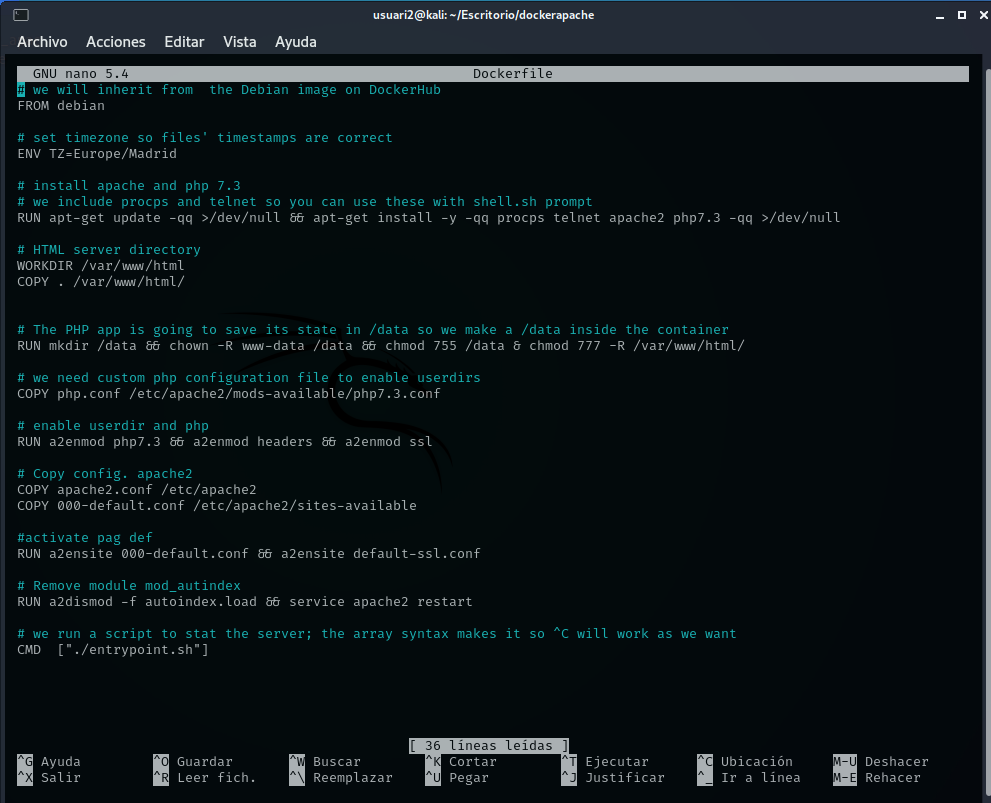 usuari2@kali: ~/Escritorio/dockerapache
Archivo Acciones Editar Vista Ayuda
GNU nano 5.4 Dockerfile
# we will inherit from  the Debian image on DockerHub
FROM debian
# set timezone so files' timestamps are correct
ENV TZ=Europe/Madrid
# install apache and php 7.3
# we include procps and telnet so you can use these with shell.sh prompt
RUN apt-get update -qq >/dev/null && apt-get install -y -qq procps telnet apache2 php7.3 -qq >/dev/null
# HTML server directory
WORKDIR /var/www/html
COPY . /var/www/html/
# The PHP app is going to save its state in /data so we make a /data inside the container
RUN mkdir /data && chown -R www-data /data && chmod 755 /data & chmod 777 -R /var/www/html/
# we need custom php configuration file to enable userdirs
COPY php.conf /etc/apache2/mods-available/php7.3.conf
# enable userdir and php
RUN a2enmod php7.3 && a2enmod headers && a2enmod ssl
# Copy config. apache2
COPY apache2.conf /etc/apache2
COPY 000-default.conf /etc/apache2/sites-available
#activate pag def
RUN a2ensite 000-default.conf && a2ensite default-ssl.conf
# Remove module mod_autindex
RUN a2dismod -f autoindex.load && service apache2 restart
# we run a script to stat the server; the array syntax makes it so ^C will work as we want
CMD  ["./entrypoint.sh"]
[ 36 líneas leídas ]
^G Ayuda ^O Guardar ^W Buscar ^K Cortar ^T Ejecutar ^C Ubicación M-U Deshacer
^X Salir ^R Leer fich. ^\ Reemplazar ^U Pegar ^J Justificar ^_ Ir a línea M-E Rehacer